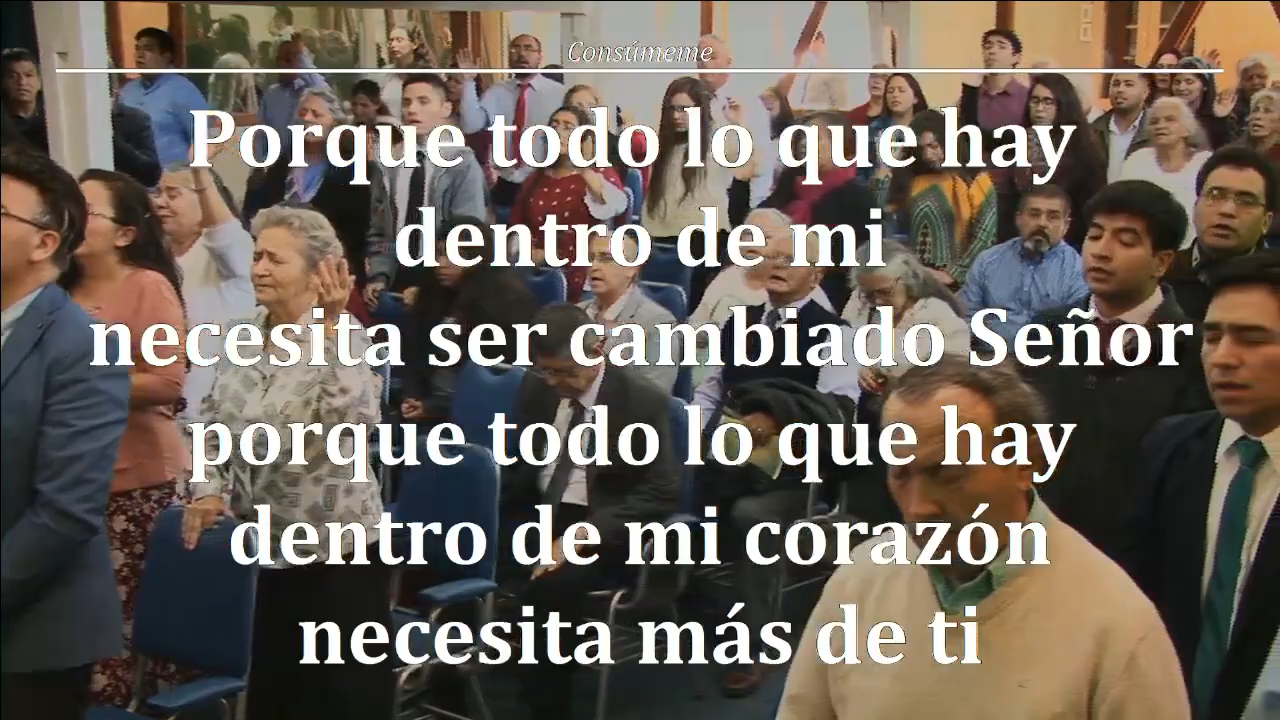 Consúmeme
Porque todo lo que hay
dentro de mi
necesita ser cambiado Señor
porque todo lo que hay
dentro de mi corazón
necesita más de ti